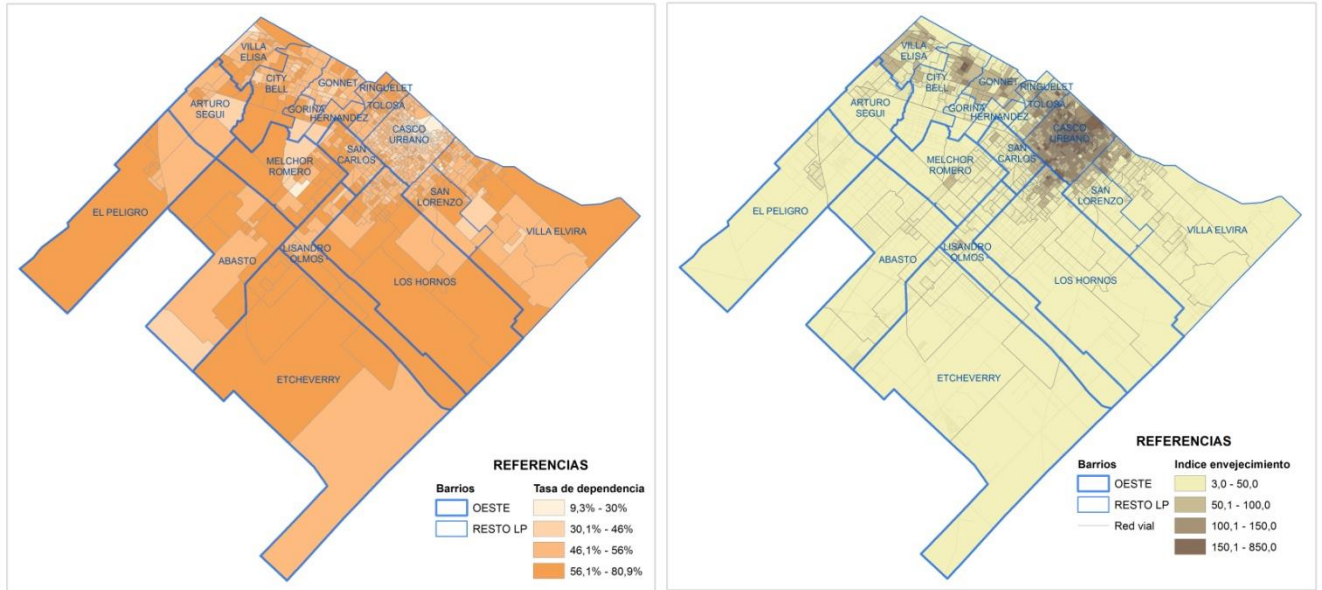 VILLA
ELISA
CITY
BELL
GONNET
RINGUELET
TOLOSA
ARTURO
SEGUI
GORINA
HERNANDEZ
CASCO
URBANO
MELCHOR
ROMERO
SAN
CARLOS
SAN
LORENZO
EL PELIGRO
VILLA ELVIRA
LISANDRO
OLMOS
ABASTO
LOS HORNOS
ETCHEVERRY
REFERENCIAS
Barrios
OESTE
RESTO LP
Tasa de dependencia
9,3% - 30%
30,1% - 46%
46,1% - 56%
56,1% - 80,9%
VILLA
ELISA
CITY
BELL
GONNET
RINGUELET
TOLOSA
ARTURO
SEGUI
GORINA
HERNANDEZ
CASCO
URBANO
MELCHOR
ROMERO
SAN
CARLOS
SAN
LORENZO
EL PELIGRO
VILLA ELVIRA
LISANDRO
OLMOS
ABASTO
LOS HORNOS
ETCHEVERRY
REFERENCIAS
Barrios
OESTE
RESTO LP
Red vial
Indice envejecimiento
3,0 - 50,0
50,1 - 100,0
100,1 - 150,0
150,1 - 850,0